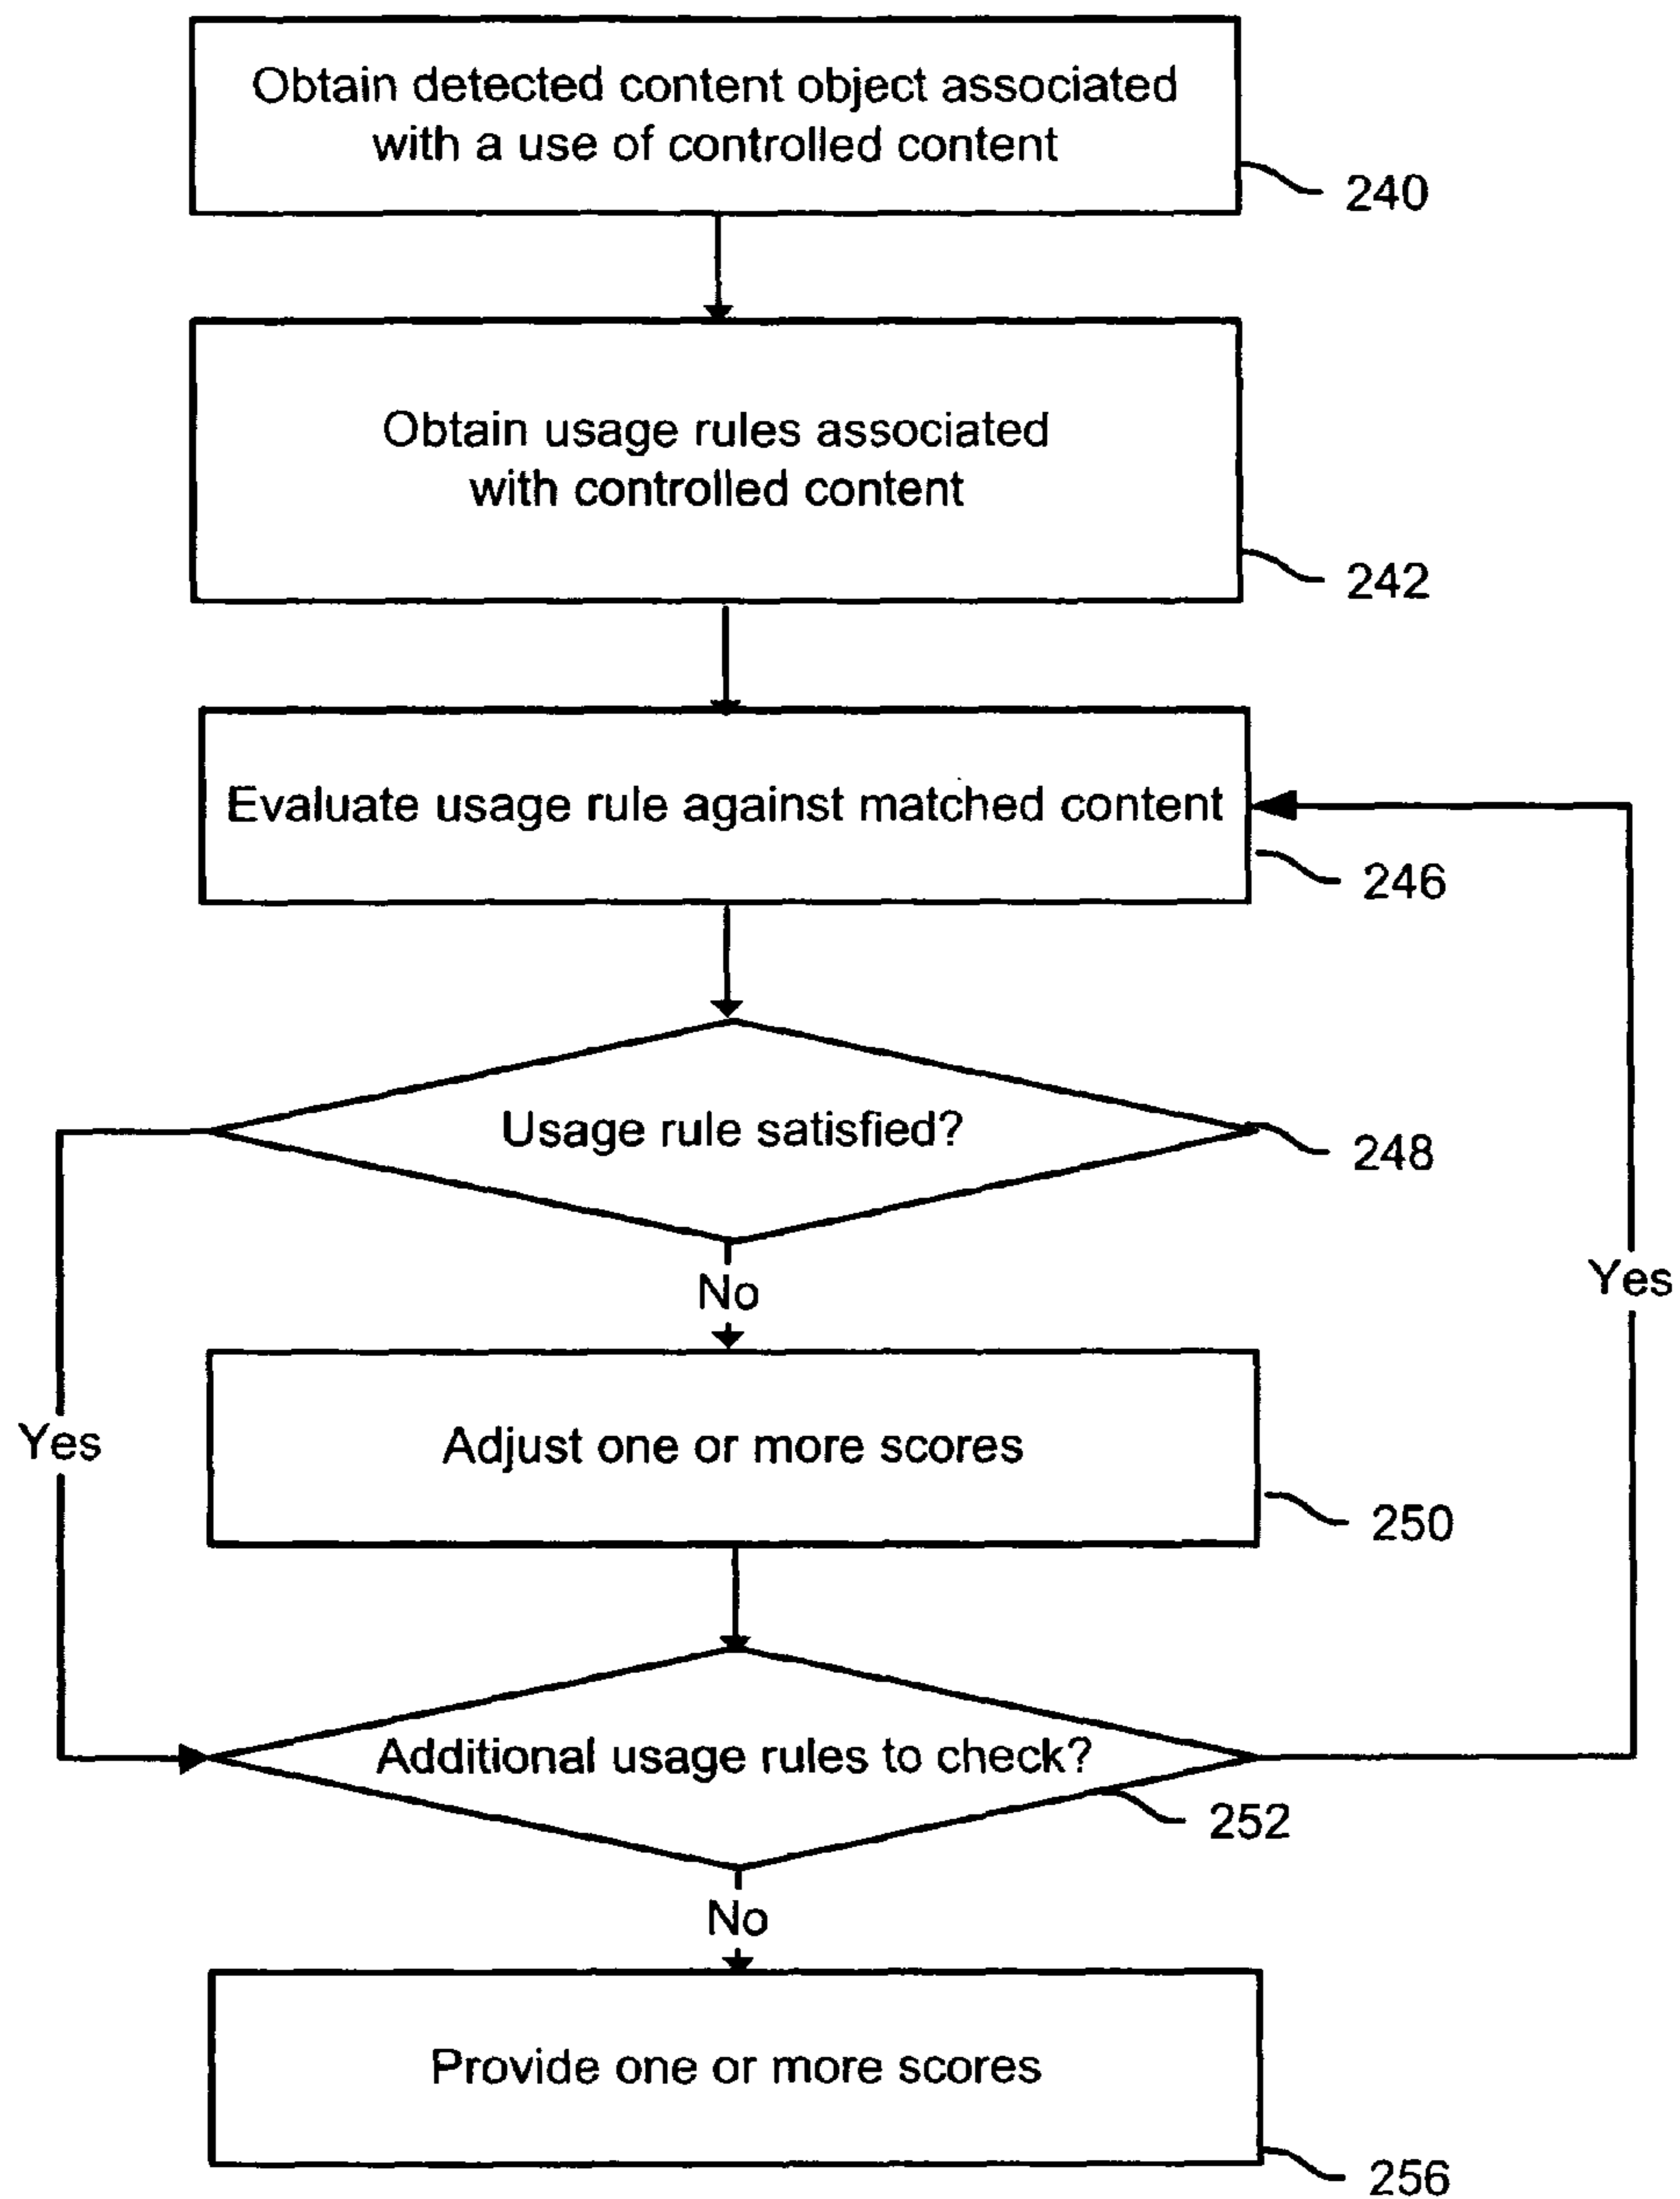 Obtain detected content object associated
with a use of controlled content
240
Obtain usage rules associated
with controlled content
242
Evaluate usage rule against matched content
246
Usage rule satisfied?
248
No
Yes
Yes
Adjust one or more scores
250
Additional usage rules to check?
252
No
Provide one or more scores
256